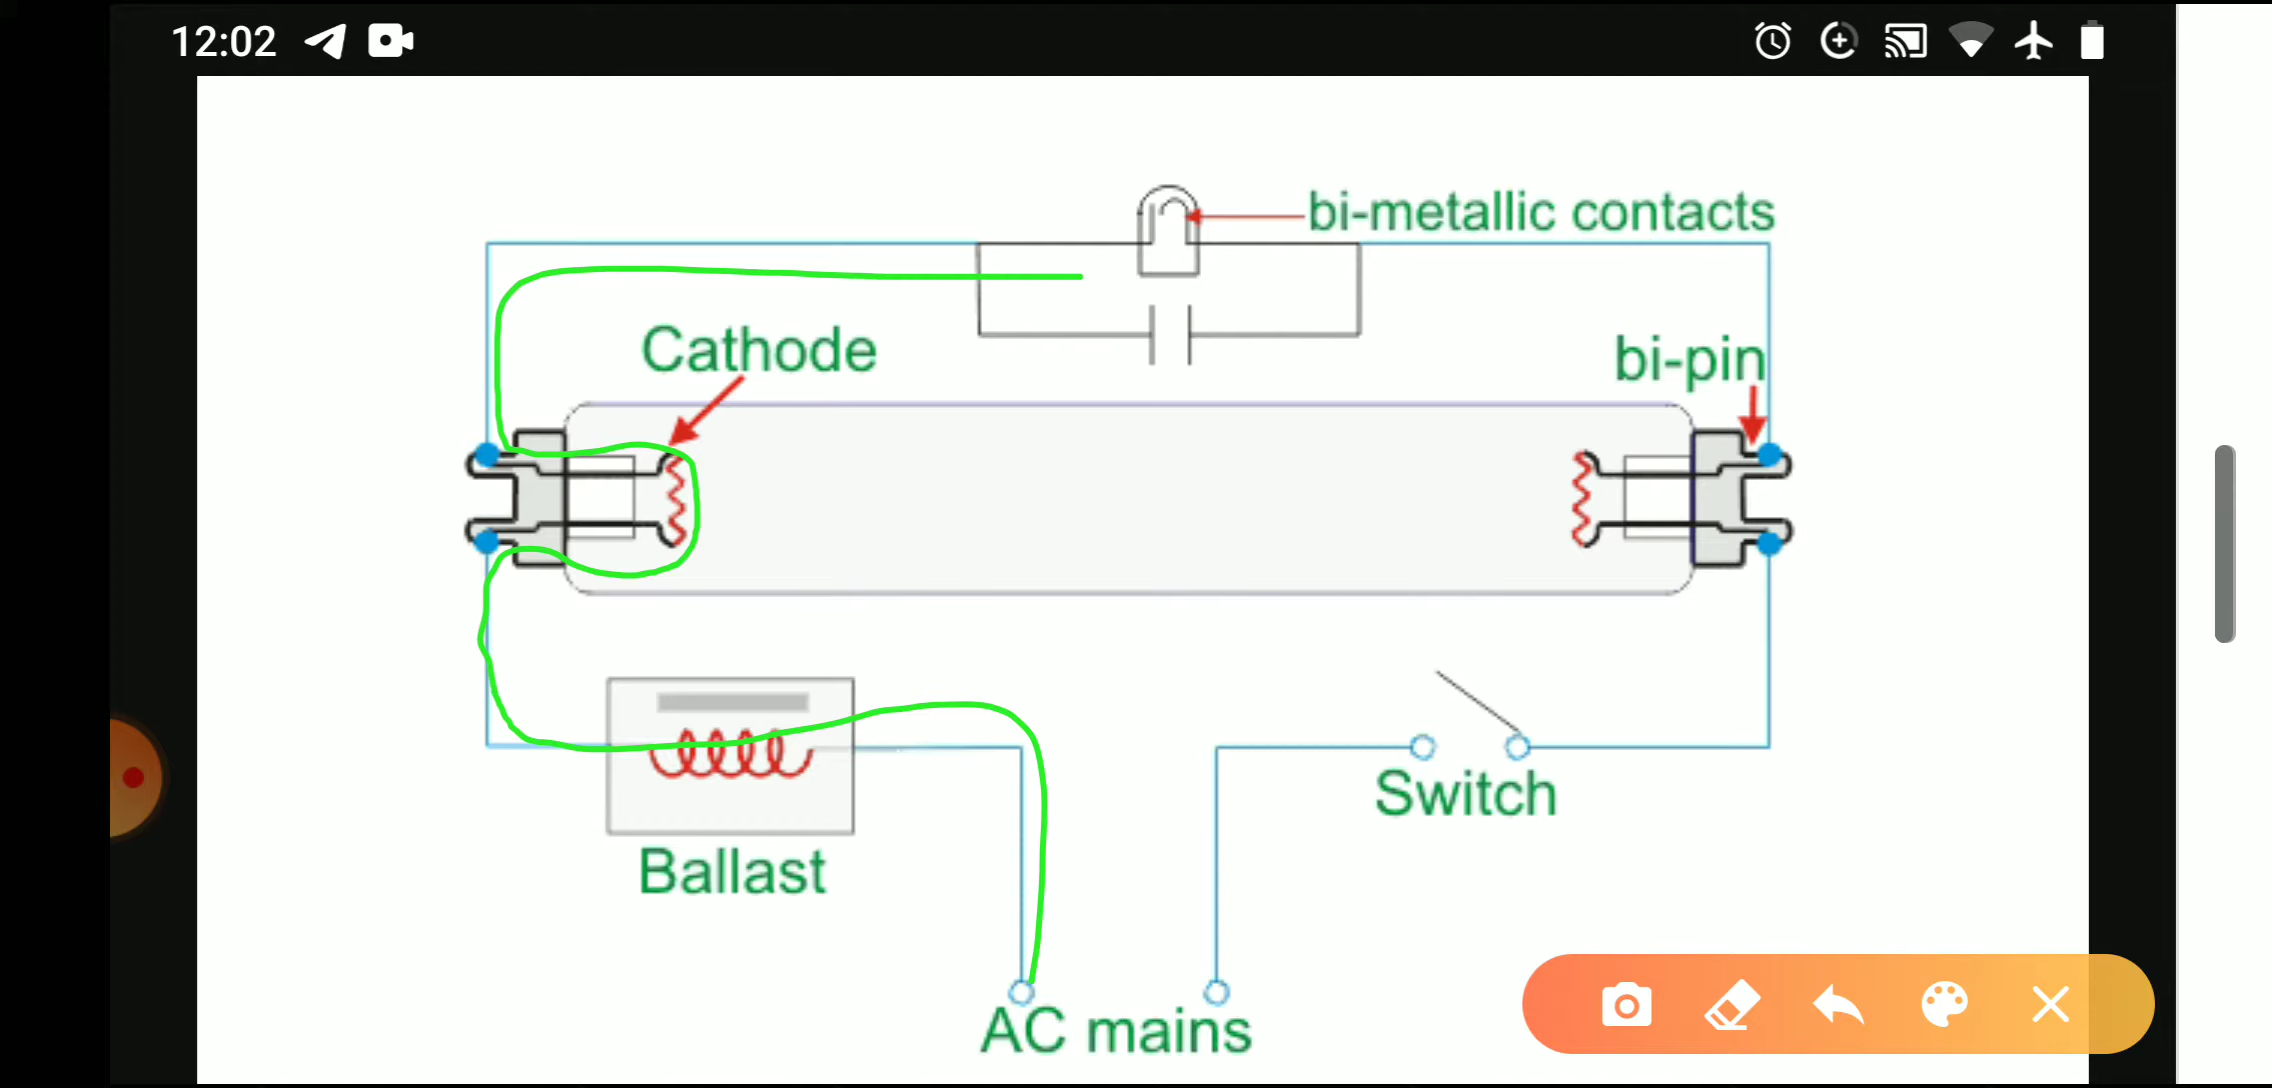 12:02
bi-metallic contacts
Cathode
bi-pin
Switch
Ballast
AC mains